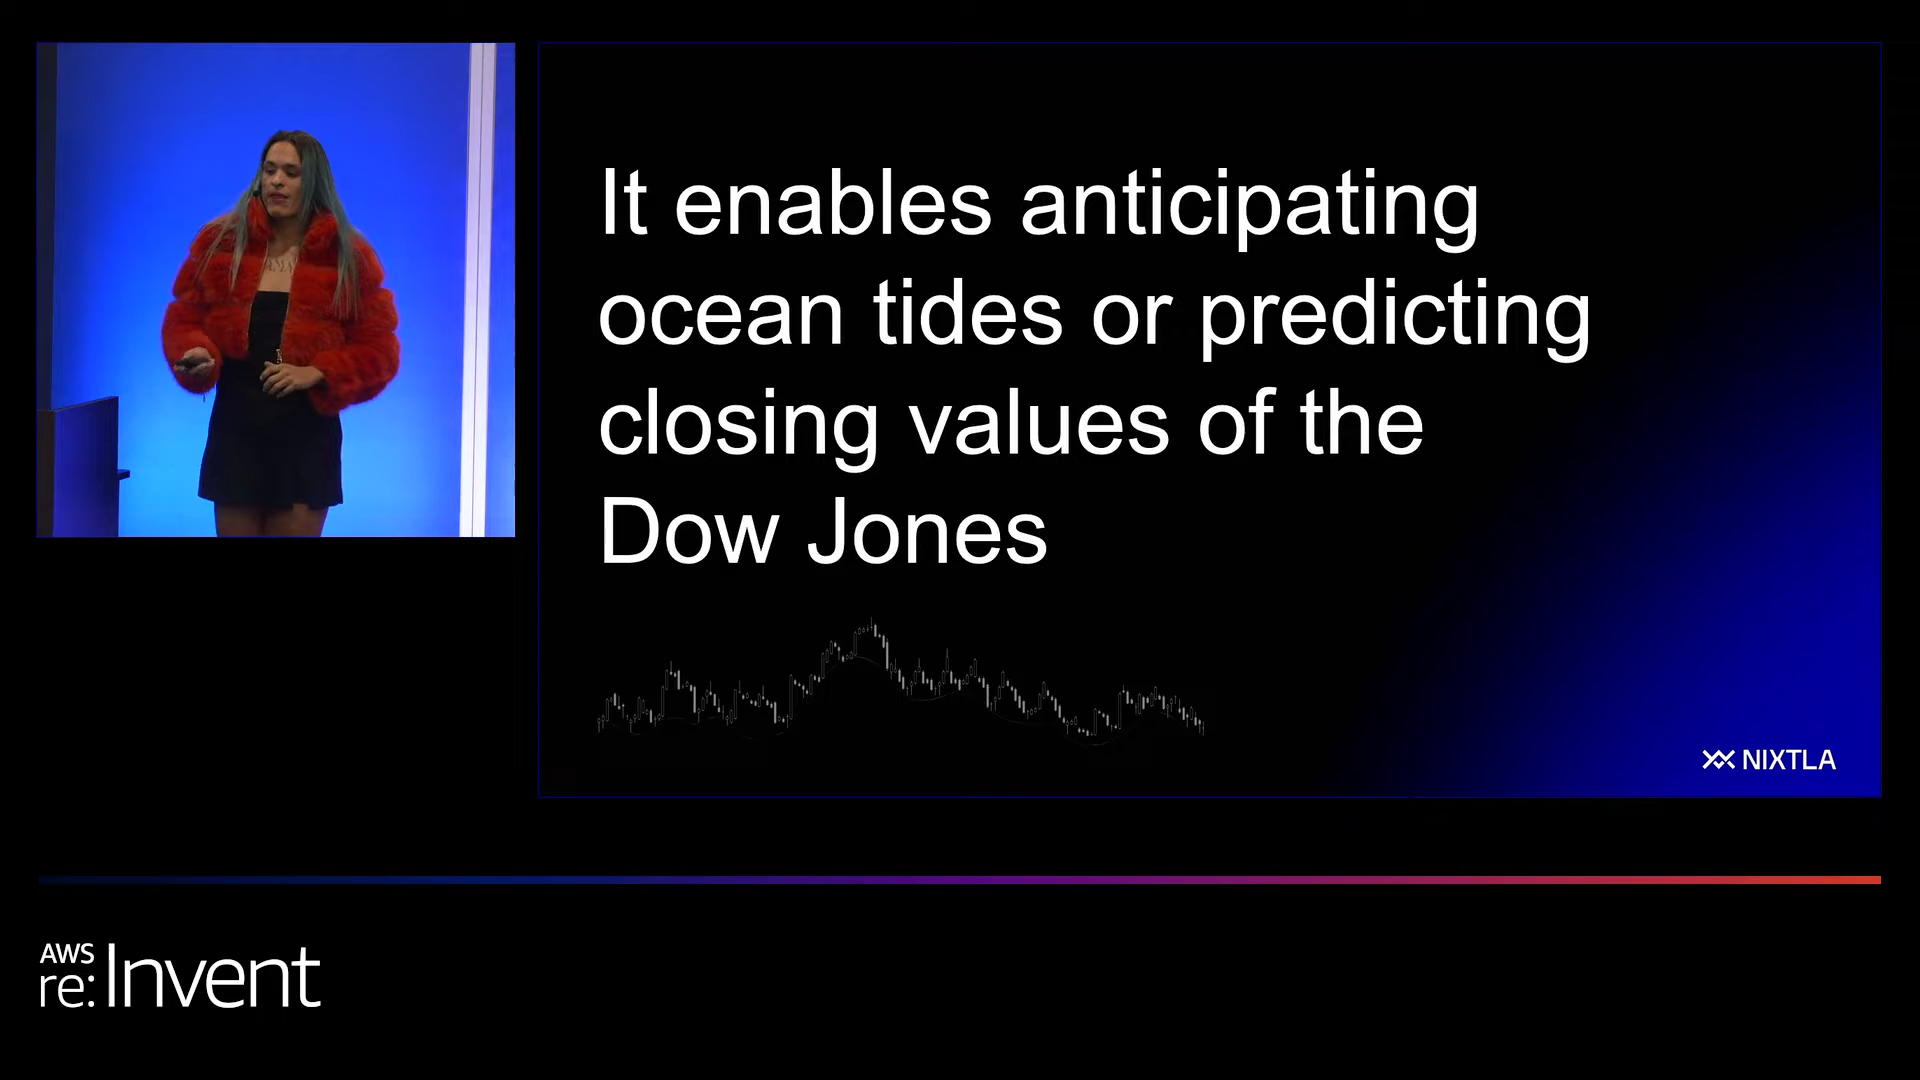 It enables anticipating
ocean tides or predicting
closing values of the
Dow Jones
NIXTLA
AWS
re:Invent